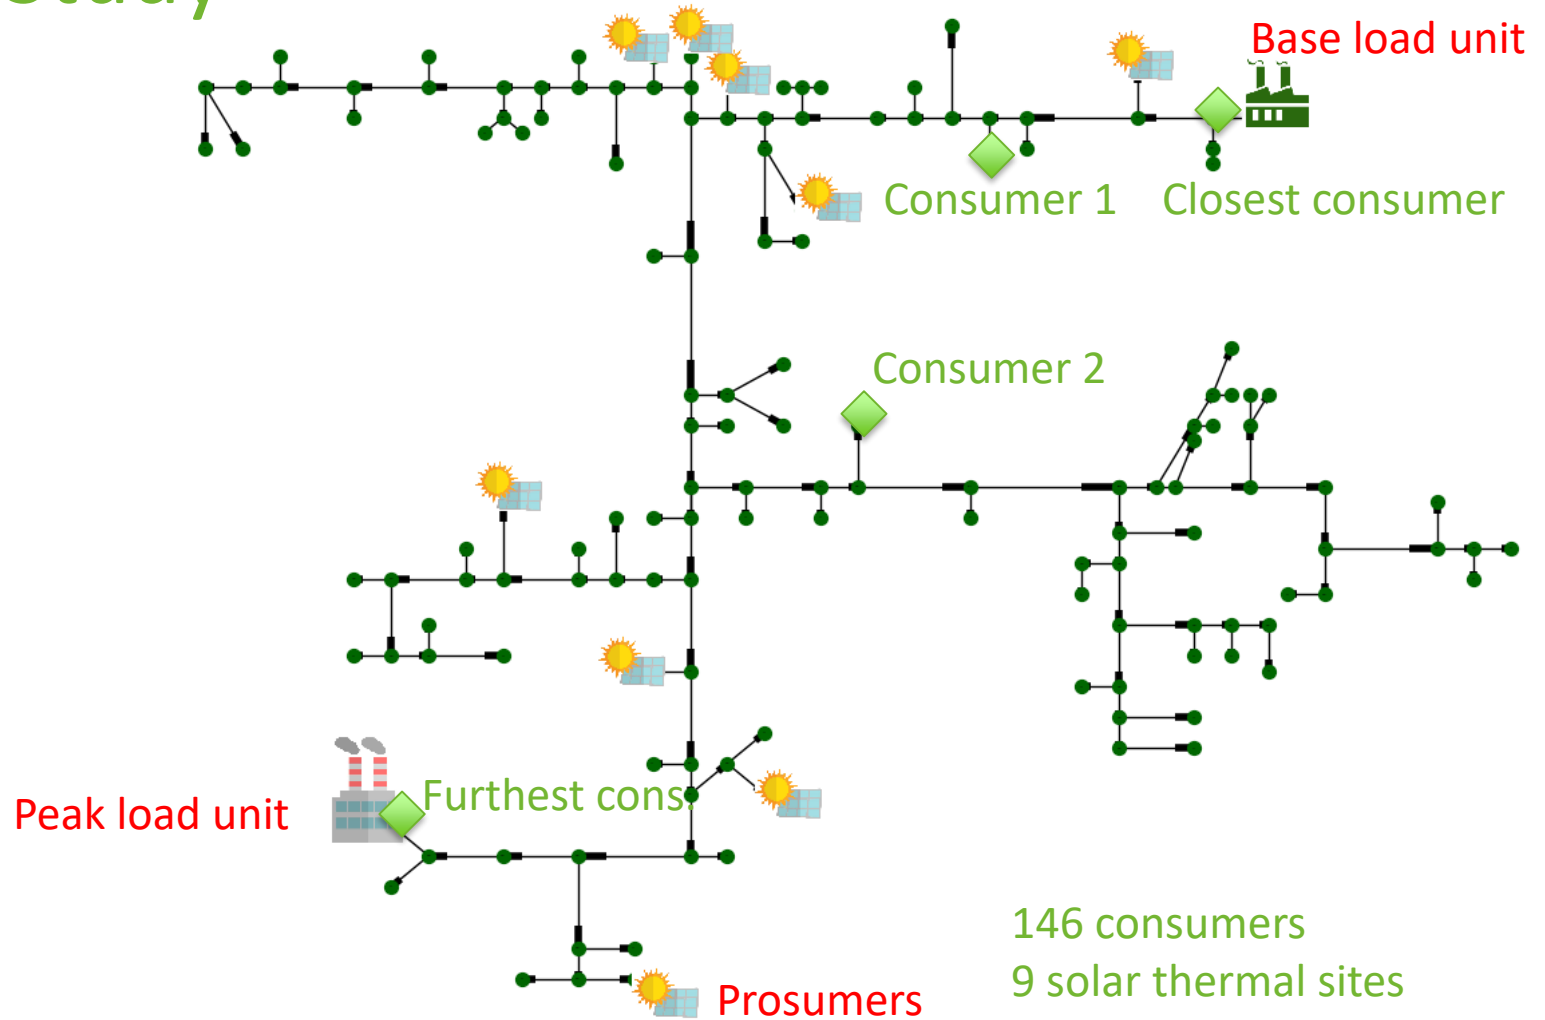 Study
Base load unit
Consumer 1
Closest consumer
Consumer 2
Furthest cons.
Peak load unit
146 consumers
9 solar thermal sites
Prosumers